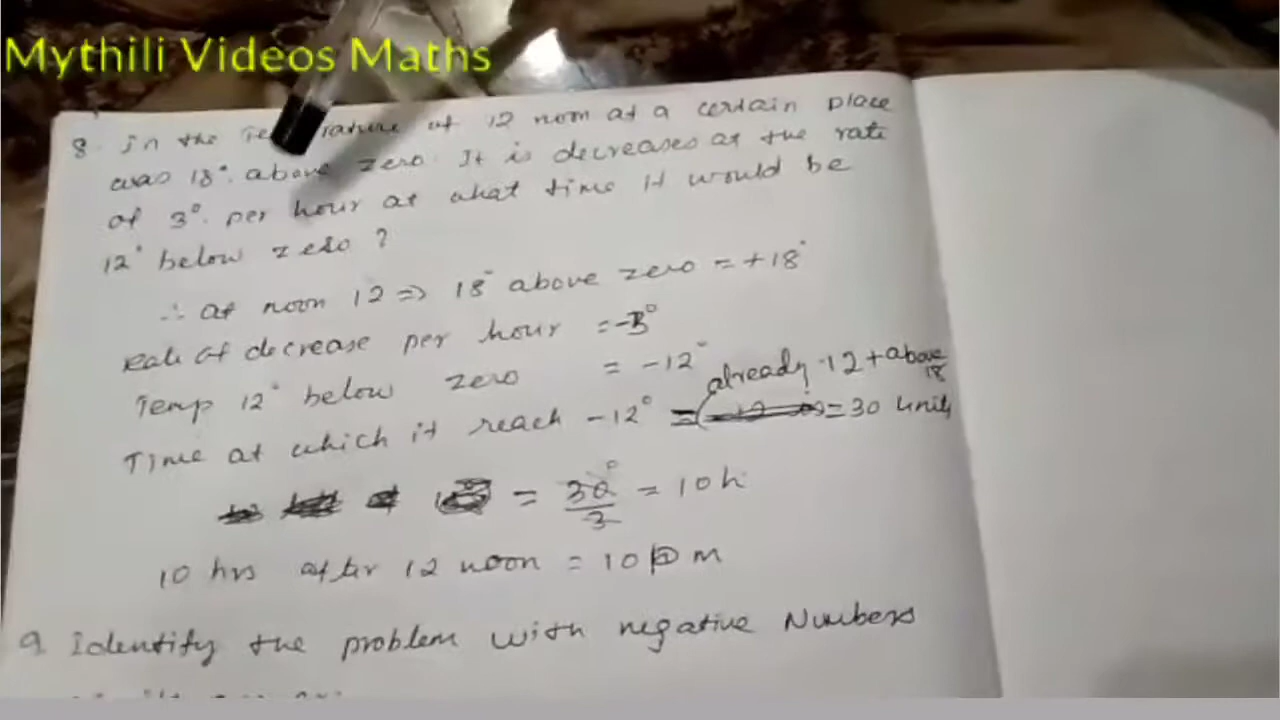 Mythili Videos Maths
8. in the rature of 12 noon at a certain place
was 18°. above zero. It is decreases at the rate
of 3°. per hour at what time it would be
12° below zero ?
∴ at noon 12 => 18° above zero = +18°
Rate of decrease per hour = -3°
Temp 12° below zero = -12°
already -12 + above 18
Time at which it reach -12° = ( = 30 units
= 30°/3 = 10 h
10 hrs after 12 noon = 10 pm
9 Identify the problem with negative Numbers